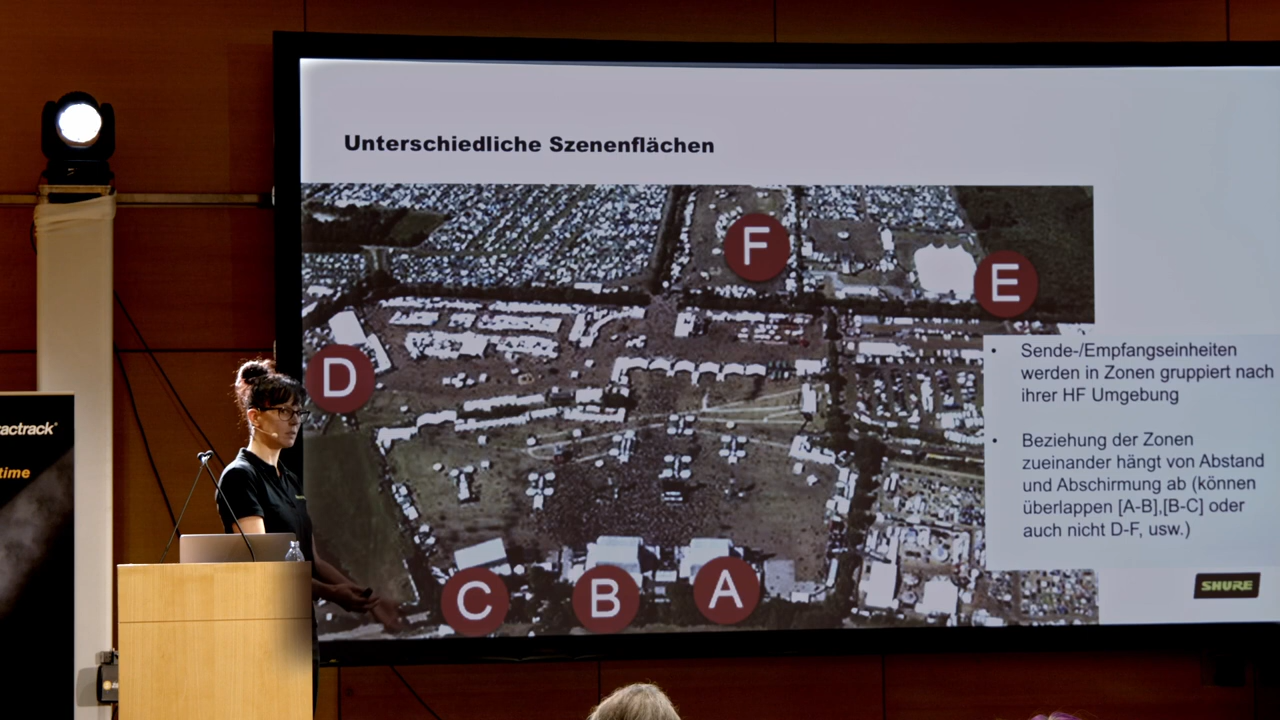 Unterschiedliche Szenenflächen
F
E
D
• Sende-/Empfangseinheiten
werden in Zonen gruppiert nach
ihrer HF Umgebung
• Beziehung der Zonen
zueinander hängt von Abstand
und Abschirmung ab (können
überlappen [A-B],[B-C] oder
auch nicht D-F, usw.)
C
B
A
SHURE
actrack®
time